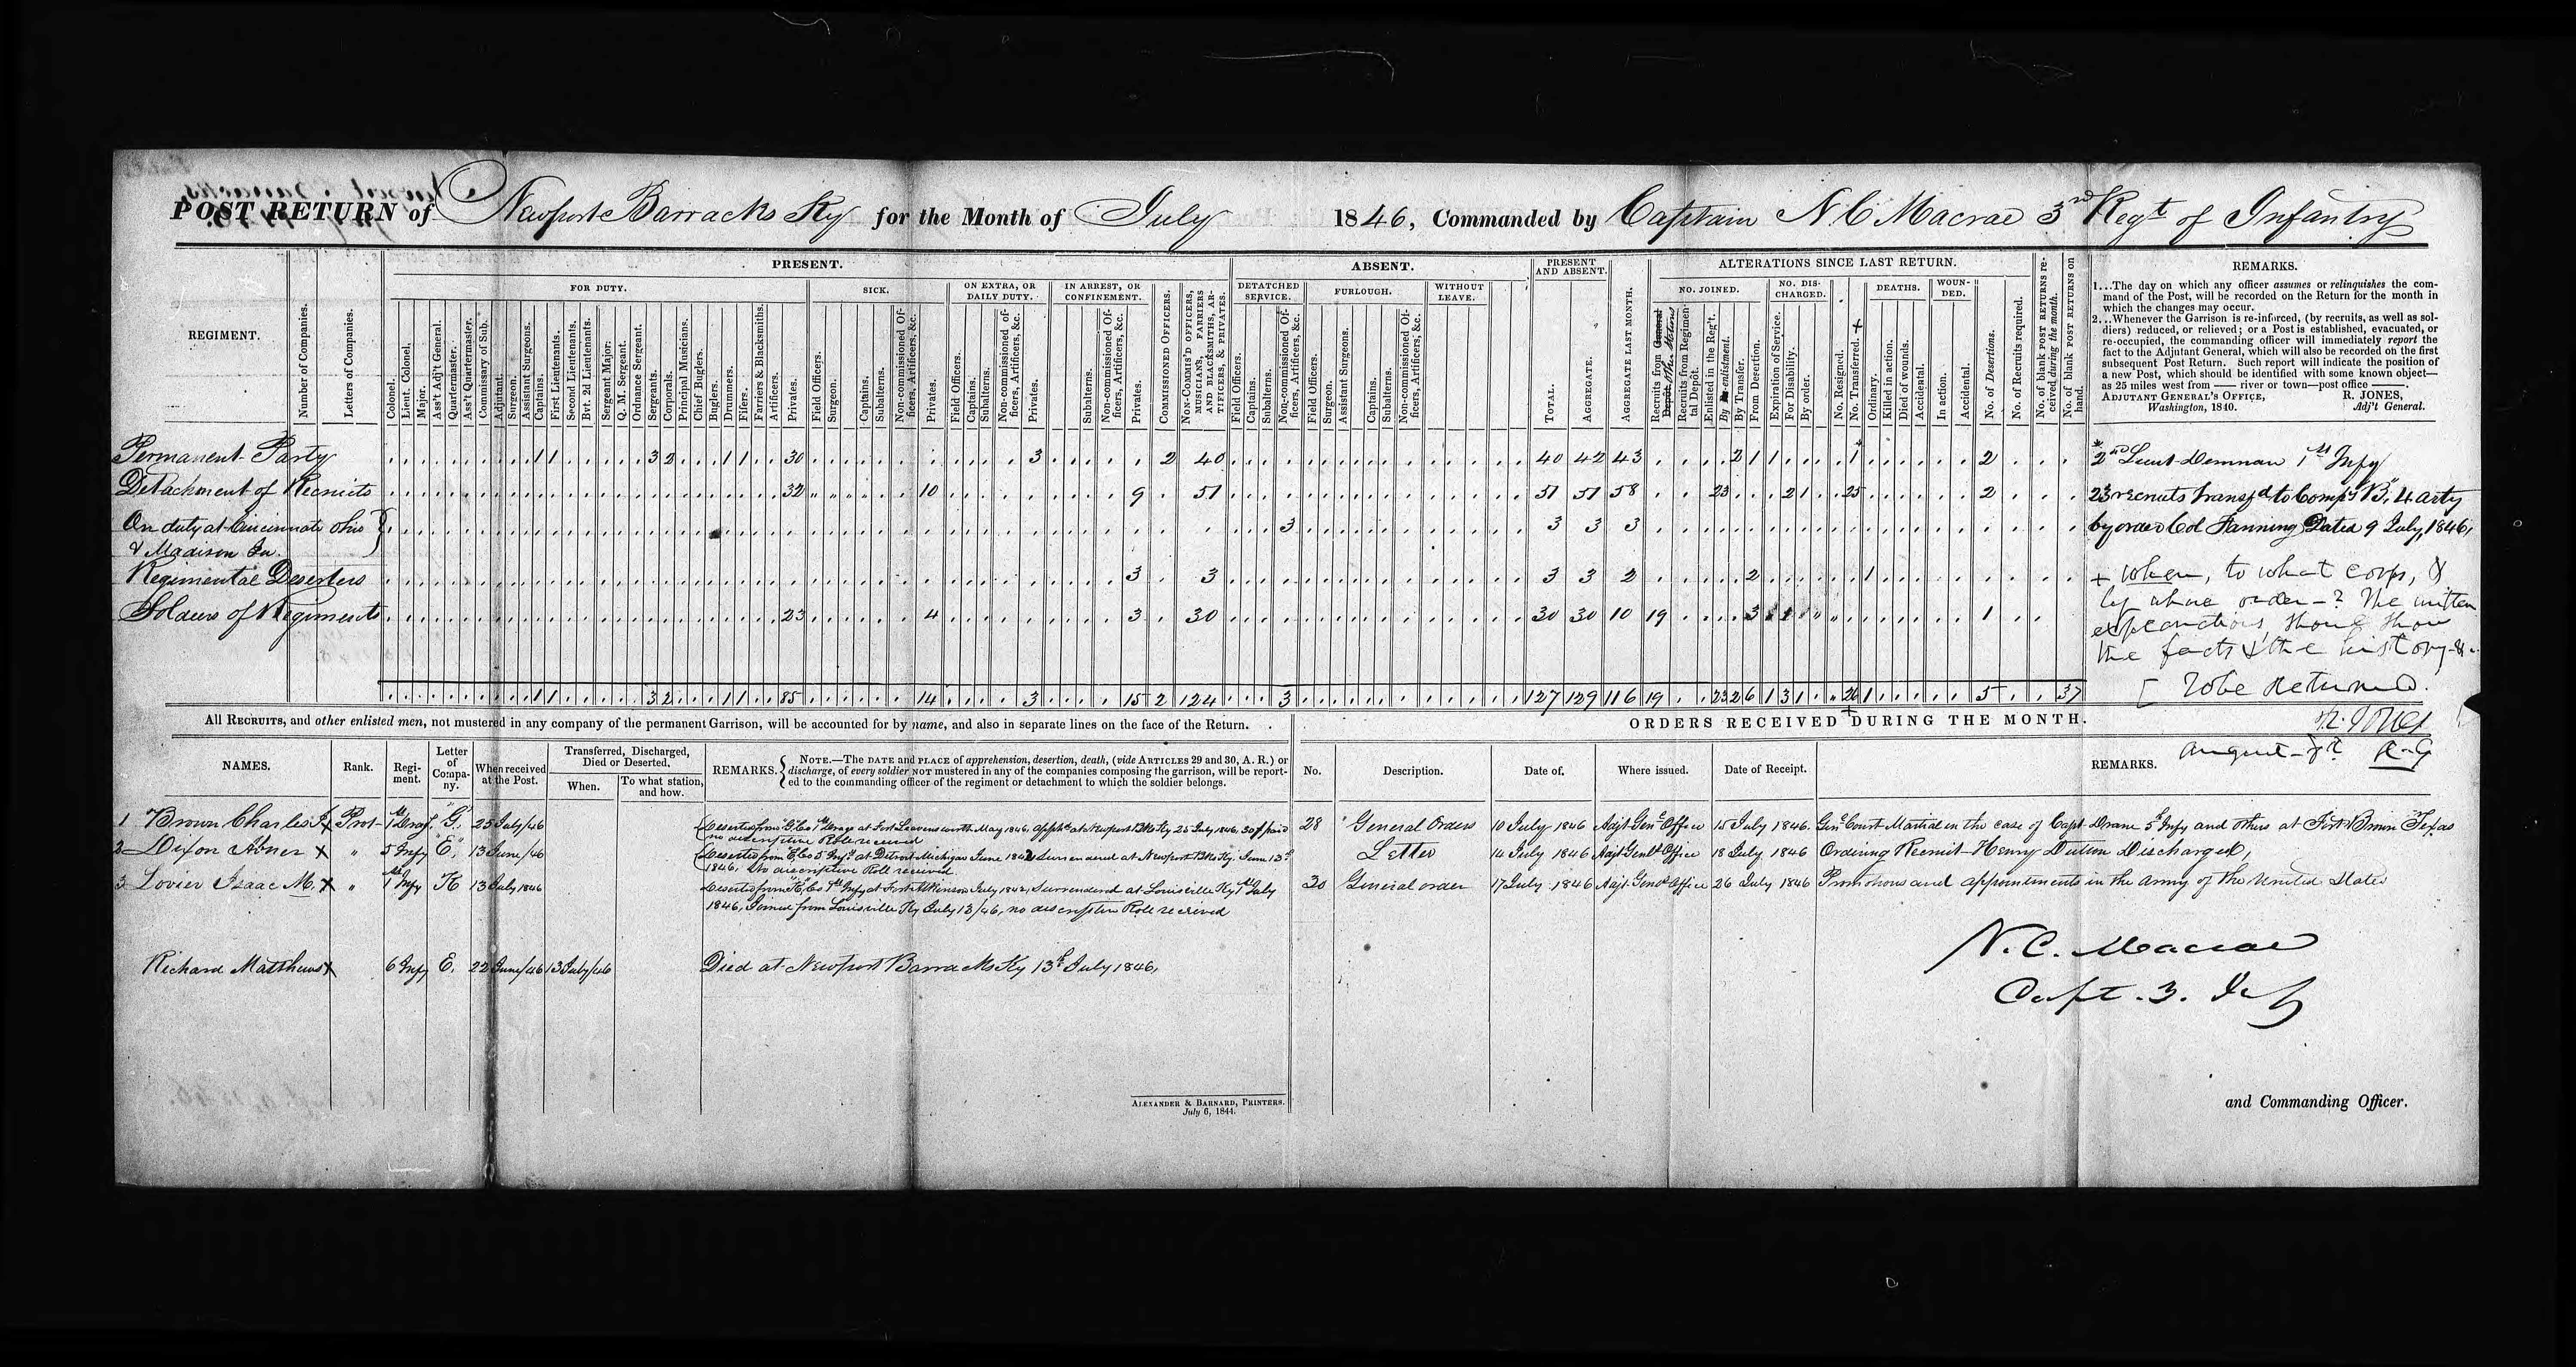 POST RETURN of Newport Barracks Ky for the Month of July 1846, Commanded by Captain N. C. Macrae 3rd Regt of Infantry
REGIMENT.
Number of Companies.
Letters of Companies.
PRESENT.
FOR DUTY.
Colonel.
Lieut. Colonel.
Major.
Ass't Adj't General.
Quartermaster.
Ass't Quartermaster.
Commissary of Sub.
Adjutant.
Surgeon.
Assistant Surgeons.
Captains.
First Lieutenants.
Second Lieutenants.
Bvt. 2d Lieutenants.
Sergeant Major.
Q. M. Sergeant.
Ordnance Sergeant.
Sergeants.
Corporals.
Principal Musicians.
Chief Buglers.
Buglers.
Drummers.
Fifers.
Farriers & Blacksmiths.
Artificers.
Privates.
SICK.
Field Officers.
Surgeon.
Captains.
Subalterns.
Non-commissioned Officers, Artificers, &c.
Privates.
ON EXTRA, OR DAILY DUTY.
Field Officers.
Captains.
Subalterns.
Non-commissioned Officers, Artificers, &c.
Privates.
IN ARREST, OR CONFINEMENT.
Subalterns.
Non-commissioned Officers, Artificers, &c.
Privates.
COMMISSIONED OFFICERS.
NON-COMMIS'D OFFICERS, MUSICIANS, FARRIERS AND BLACKSMITHS, ARTIFICERS, & PRIVATES.
ABSENT.
DETATCHED SERVICE.
Field Officers.
Captains.
Subalterns.
Non-commissioned Officers, Artificers, &c.
FURLOUGH.
Field Officers.
Surgeon.
Assistant Surgeons.
Captains.
Subalterns.
Non-commissioned Officers, Artificers, &c.
WITHOUT LEAVE.
PRESENT AND ABSENT.
TOTAL.
AGGREGATE.
AGGREGATE LAST MONTH.
ALTERATIONS SINCE LAST RETURN.
NO. JOINED.
Recruits from General Depôt. Other Stations
Recruits from Regimental Depôt.
Enlisted in the Reg't.
By Re-enlistment.
By Transfer.
From Desertion.
NO. DISCHARGED.
Expiration of Service.
For Disability.
By order.
No. Resigned.
No. Transferred. +
DEATHS.
Ordinary.
Killed in action.
Died of wounds.
Accidental.
WOUNDED.
In action.
Accidental.
No. of Desertions.
No. of Recruits required.
No. of blank POST RETURNS received during the month.
No. of blank POST RETURNS on hand.
REMARKS.
1...The day on which any officer assumes or relinquishes the command of the Post, will be recorded on the Return for the month in which the changes may occur.
2...Whenever the Garrison is re-inforced, (by recruits, as well as soldiers) reduced, or relieved; or a Post is established, evacuated, or re-occupied, the commanding officer will immediately report the fact to the Adjutant General, which will also be recorded on the first subsequent Post Return. Such report will indicate the position of a new Post, which should be identified with some known object—as 25 miles west from —— river or town—post office ——.
ADJUTANT GENERAL'S OFFICE, R. JONES,
Washington, 1840. Adj't General.
Permanent Party 1 1 3 2 1 1 30 3 2 40 40 42 43 2 1 1 1 2
* 2nd Lieut Denman 1st Infy
Detachment of Recruits 32 10 9 51 51 51 58 23 2 1 25 2
23 recruits transfd to Compy "B", 4 arty
On duty at Cincinnati Ohio 3 3 3 3
by order Col Fanning Dated 9 July, 1846,
& Madison Ia.
Regimental Deserters 3 3 3 3 2 2 1
+ When, to what corps, &
by whose order—? The written
Soldiers of Regiments 23 4 3 30 30 30 10 19 3 1 1
explanations should show
the facts & the history &c.
1 1 3 2 1 1 85 14 3 15 2 124 3 127 129 116 19 23 2 6 1 3 1 26 1 5 37
[ To be Returned.
R. Jones
August 7t A. G
All RECRUITS, and other enlisted men, not mustered in any company of the permanent Garrison, will be accounted for by name, and also in separate lines on the face of the Return.
NAMES.
Rank.
Regiment.
Letter of Company.
When received at the Post.
Transferred, Discharged, Died or Deserted.
When.
To what station, and how.
REMARKS. { NOTE.—The DATE and PLACE of apprehension, desertion, death, (vide ARTICLES 29 and 30, A. R.) or discharge, of every soldier NOT mustered in any of the companies composing the garrison, will be reported to the commanding officer of the regiment or detachment to which the soldier belongs.
1 Brown Charles x Prvt 1st Drag. "G." 25 July/46 Deserted from "G" Co 1st Drags at Fort Leavenworth May 1846, apphd at Newport Bks Ky 25 July 1846, 30$ paid
no descriptive Role received
2 Dixon Abner x " 5 Infy E, 13 June/46 Deserted from E, Co 5 Infy at Detroit Michigan June 1842 Surrendered at Newport Bks Ky. June 13th
1846, No descriptive Roll received
3 Lovier Isaac M. x " 1st Infy K 13 July 1846 Deserted from "K", Co 1st Infy at Fort Atkinson July 1842, Surrendered at Louisville Ky 1st July
1846, Joined from Louisville Ky July 13/46, no descriptive Roll received
Richard Matthews x 6 Infy E. 22 June/46 13 July/46 Died at Newport Barracks Ky 13th July 1846,
ORDERS RECEIVED DURING THE MONTH.
No.
Description.
Date of.
Where issued.
Date of Receipt.
REMARKS.
28 General Orders 10 July 1846 Adjt Genl Office 15 July 1846. Genl Court Martial in the case of Capt Drane 5th Infy and others at Fort Brown Texas
Letter 14 July 1846 Adjt Genl Office 18 July 1846 Ordering Recruit Henry Dutton Discharged,
30 General order 17 July 1846 Adjt Genl Office 26 July 1846 Promotions and appointments in the Army of the United States
N. C. Macrae
Capt. 3. Inf
and Commanding Officer.
ALEXANDER & BARNARD, PRINTERS.
July 6, 1844.